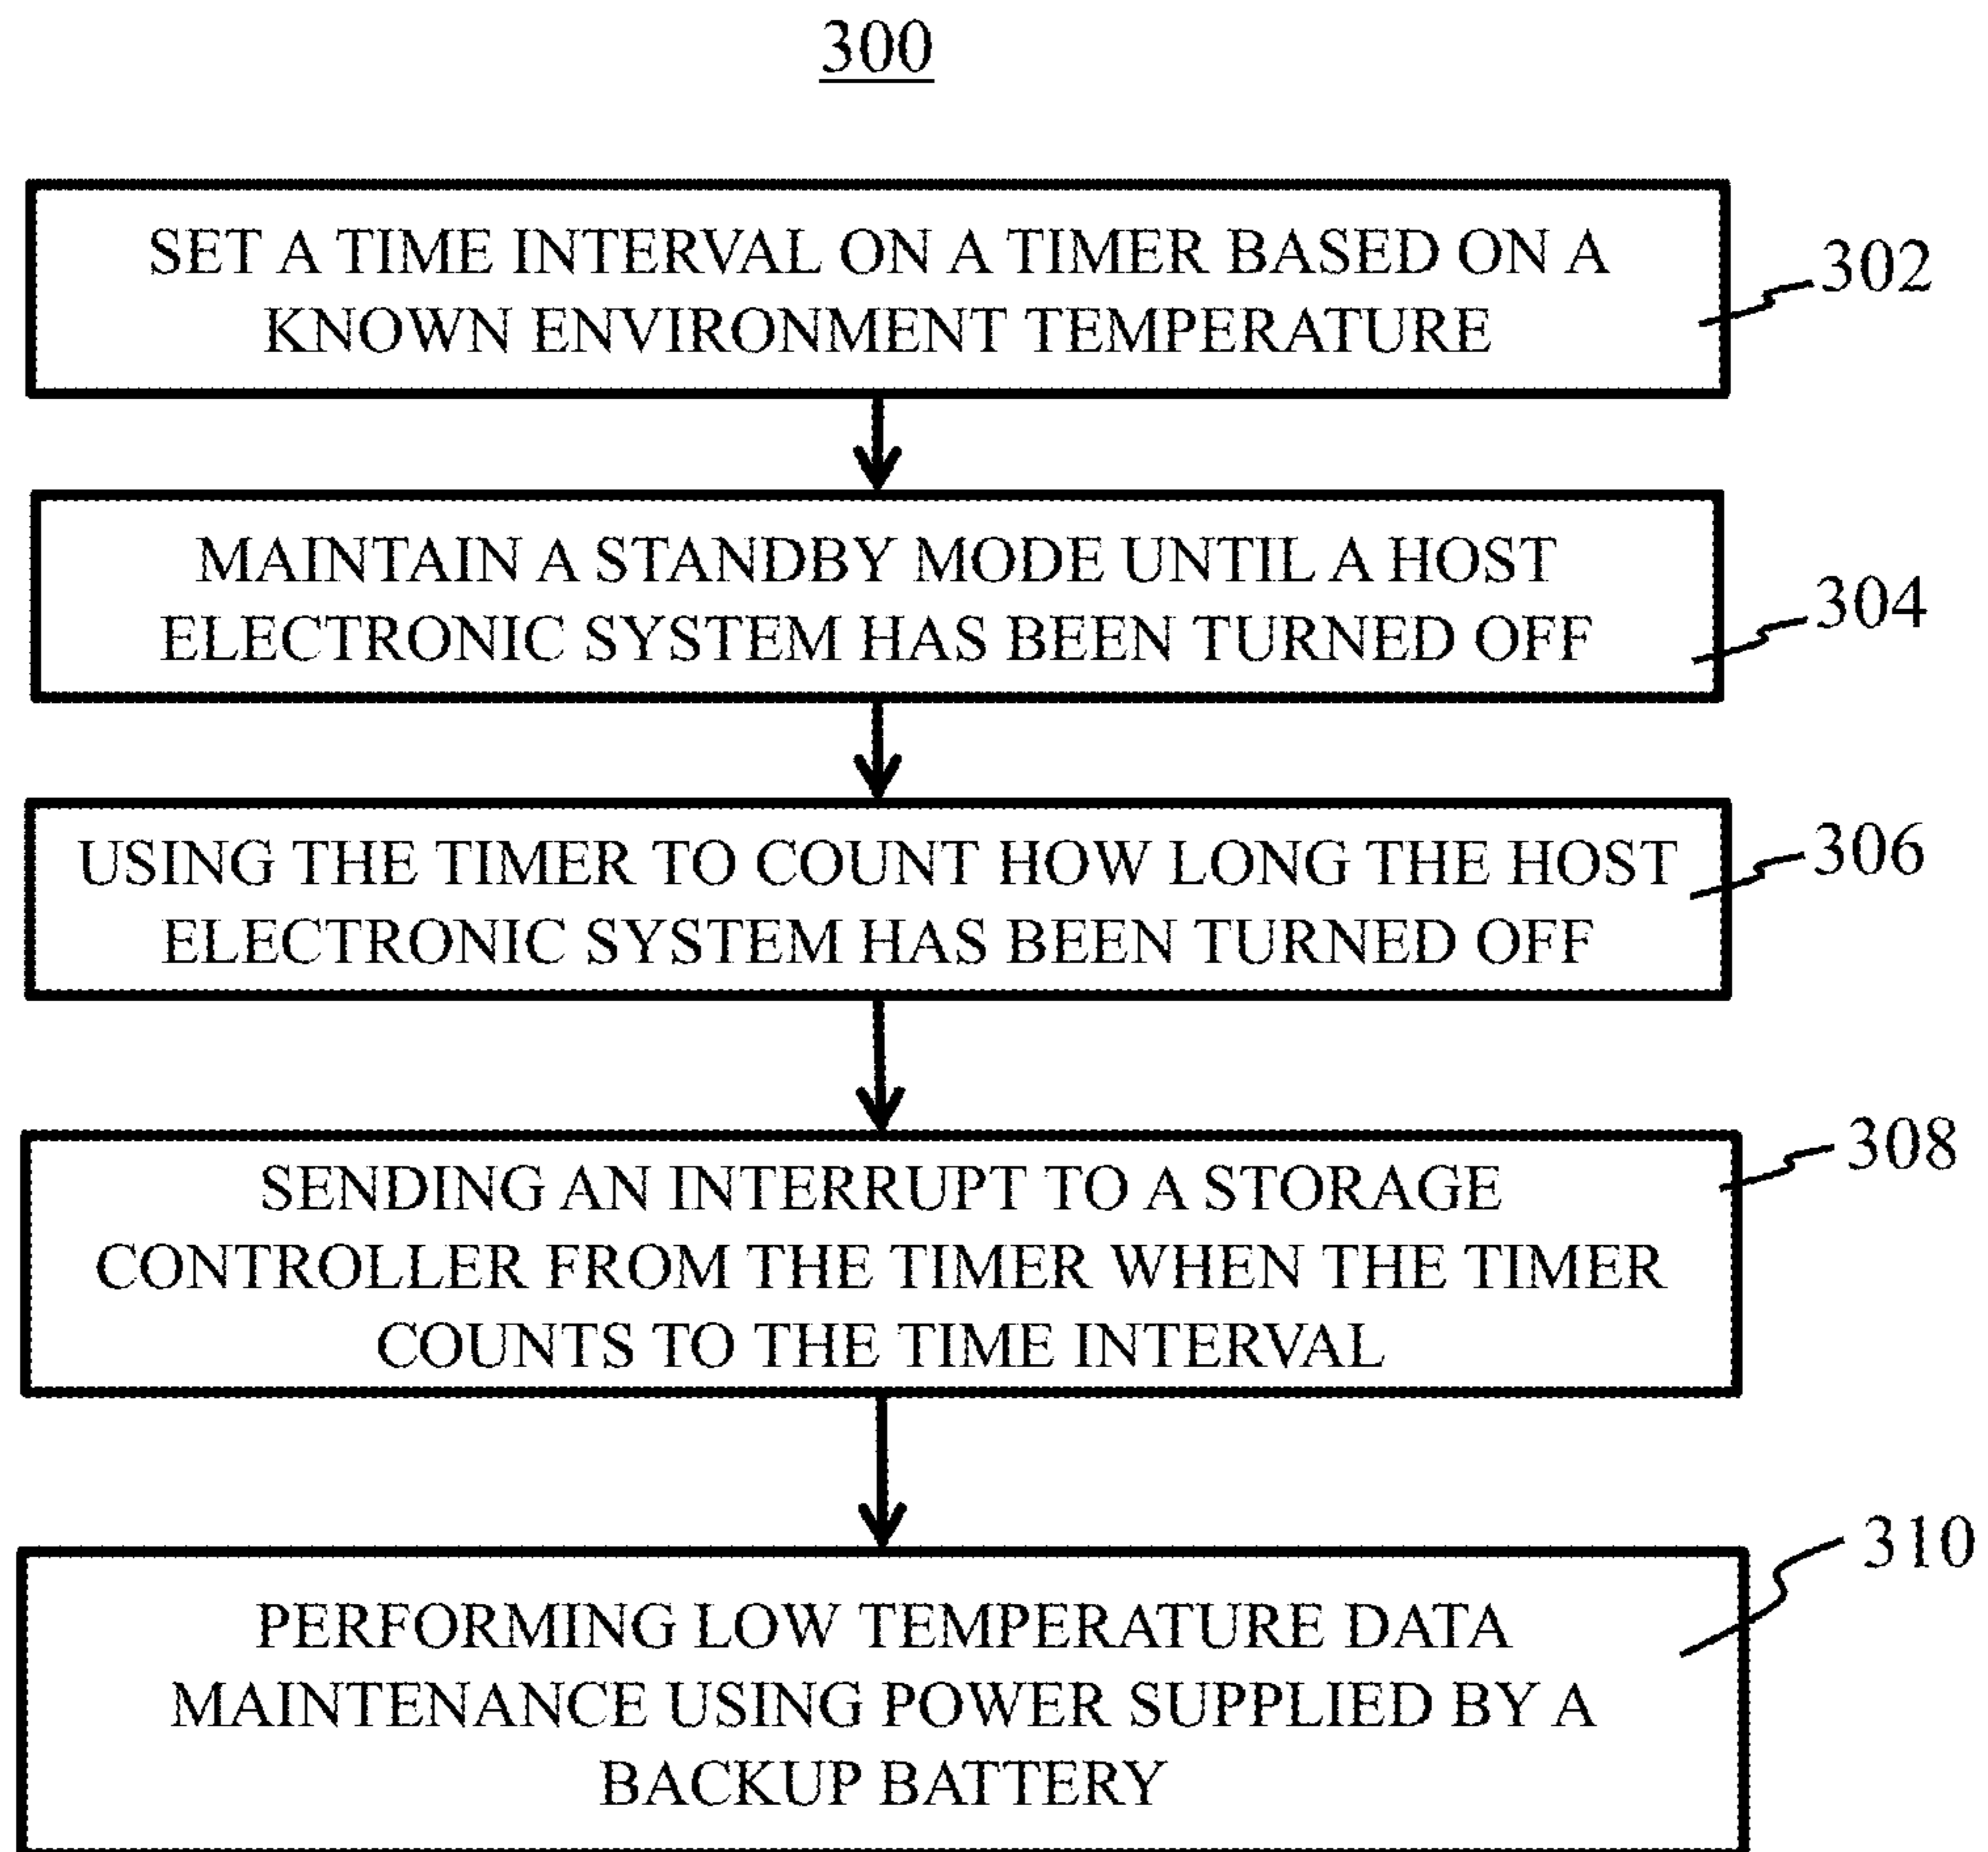 300
SET A TIME INTERVAL ON A TIMER BASED ON A
KNOWN ENVIRONMENT TEMPERATURE
302
MAINTAIN A STANDBY MODE UNTIL A HOST
ELECTRONIC SYSTEM HAS BEEN TURNED OFF
304
USING THE TIMER TO COUNT HOW LONG THE HOST
ELECTRONIC SYSTEM HAS BEEN TURNED OFF
306
SENDING AN INTERRUPT TO A STORAGE
CONTROLLER FROM THE TIMER WHEN THE TIMER
COUNTS TO THE TIME INTERVAL
308
PERFORMING LOW TEMPERATURE DATA
MAINTENANCE USING POWER SUPPLIED BY A
BACKUP BATTERY
310